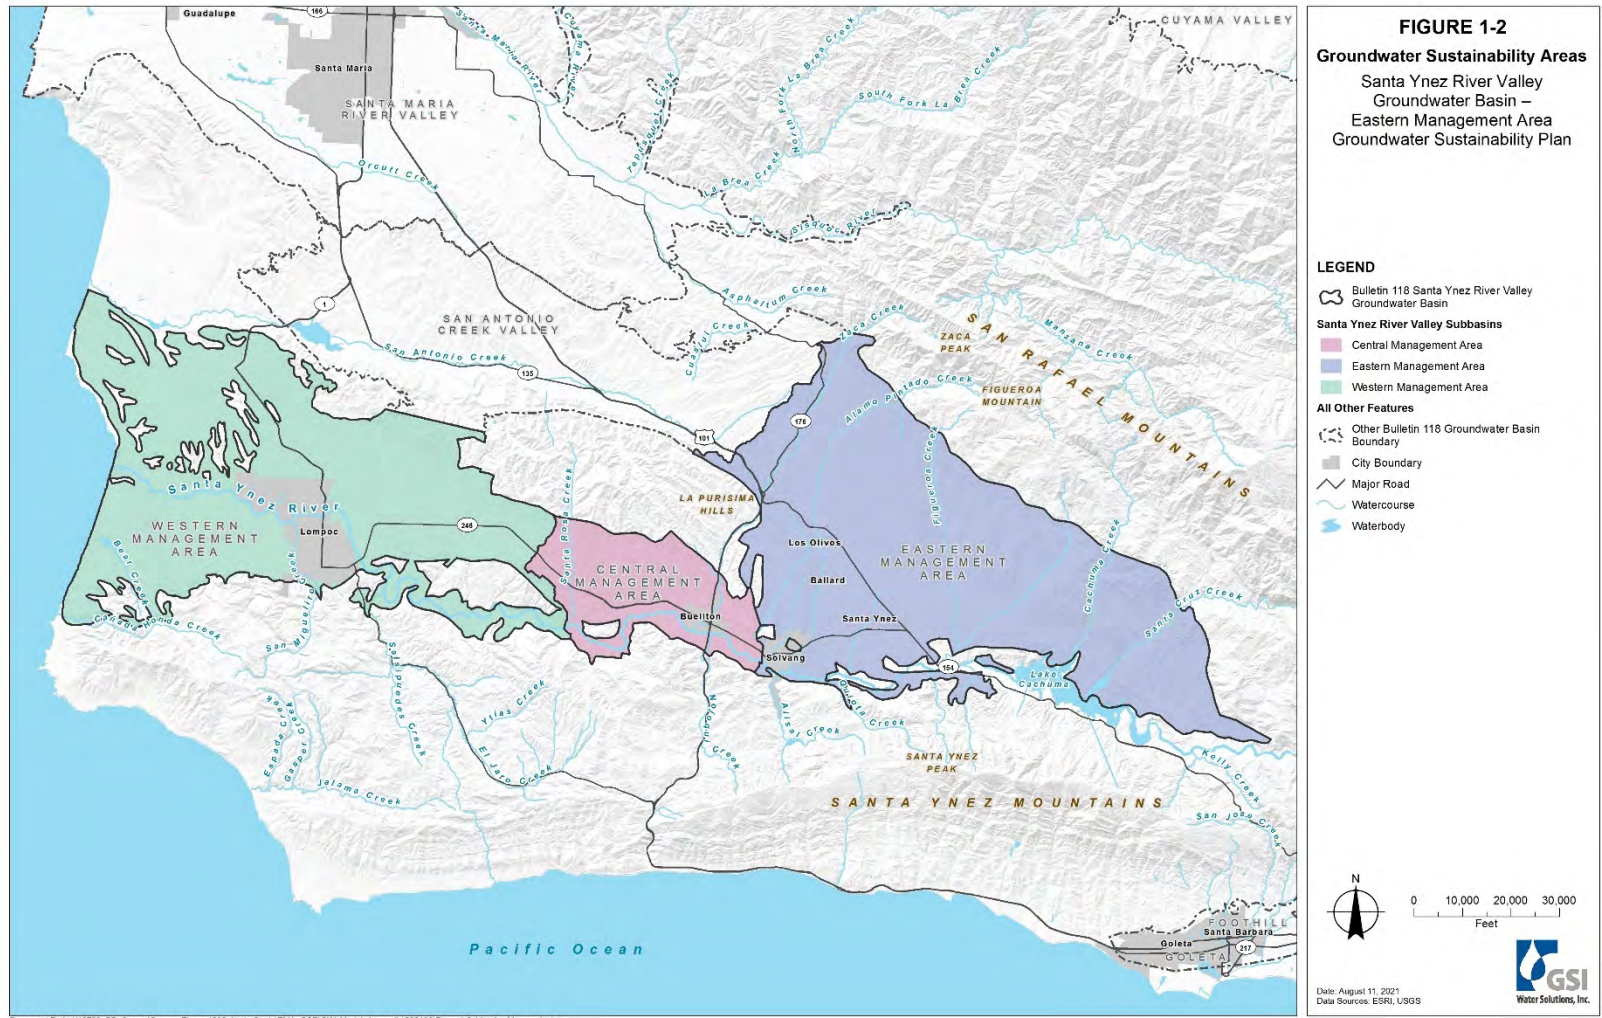 Guadalupe
166
Santa Maria
SANTA MARIA
RIVER VALLEY
Santa Maria River
Cuyama River
CUYAMA VALLEY
Tepusquet Creek
North Fork La Brea Creek
South Fork La Brea Creek
La Brea Creek
Orcutt Creek
Sisquoc River
1
SAN ANTONIO
CREEK VALLEY
Asphaltum Creek
Zaca Creek
Manzana Creek
ZACA
PEAK
SAN RAFAEL MOUNTAINS
San Antonio Creek
Creek
135
Alamo Pintado Creek
FIGUEROA
MOUNTAIN
176
101
Figueroa Creek
Santa Ynez River
LA PURISIMA
HILLS
Santa Rosa Creek
WESTERN
MANAGEMENT
AREA
Lompoc
246
Los Olivos
EASTERN
MANAGEMENT
AREA
Bear Creek
CENTRAL
MANAGEMENT
AREA
Ballard
Cachuma Creek
Santa Cruz Creek
Buellton
Santa Ynez
Cañada Honda Creek
San Miguelito Creek
Solvang
154
Lake
Cachuma
Salsipuedes Creek
Ytias Creek
Nojoqui Creek
Alisal Creek
Quiota Creek
Espada Creek
Gasper Creek
El Jaro Creek
Jalama Creek
SANTA YNEZ
PEAK
Kelly Creek
SANTA YNEZ MOUNTAINS
San Jose Creek
Pacific Ocean
FOOTHILL
Santa Barbara
Goleta
217
GOLETA
FIGURE 1-2
Groundwater Sustainability Areas
Santa Ynez River Valley
Groundwater Basin –
Eastern Management Area
Groundwater Sustainability Plan
LEGEND
Bulletin 118 Santa Ynez River Valley
Groundwater Basin
Santa Ynez River Valley Subbasins
Central Management Area
Eastern Management Area
Western Management Area
All Other Features
Other Bulletin 118 Groundwater Basin
Boundary
City Boundary
Major Road
Watercourse
Waterbody
N
0 10,000 20,000 30,000
Feet
Date: August 11, 2021
Data Sources: ESRI, USGS
GSI
Water Solutions, Inc.